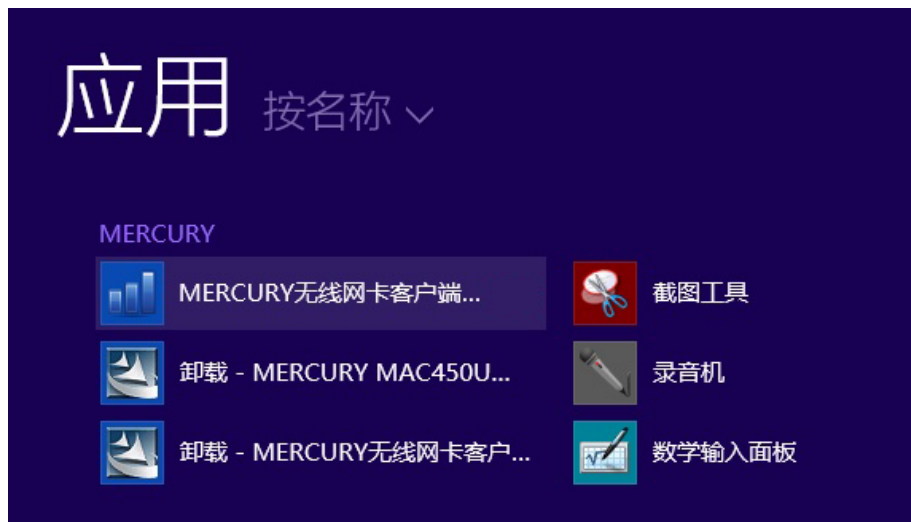 应用 按名称
MERCURY
MERCURY无线网卡客户端...
卸载 - MERCURY MAC450U...
卸载 - MERCURY无线网卡客户...
截图工具
录音机
数学输入面板